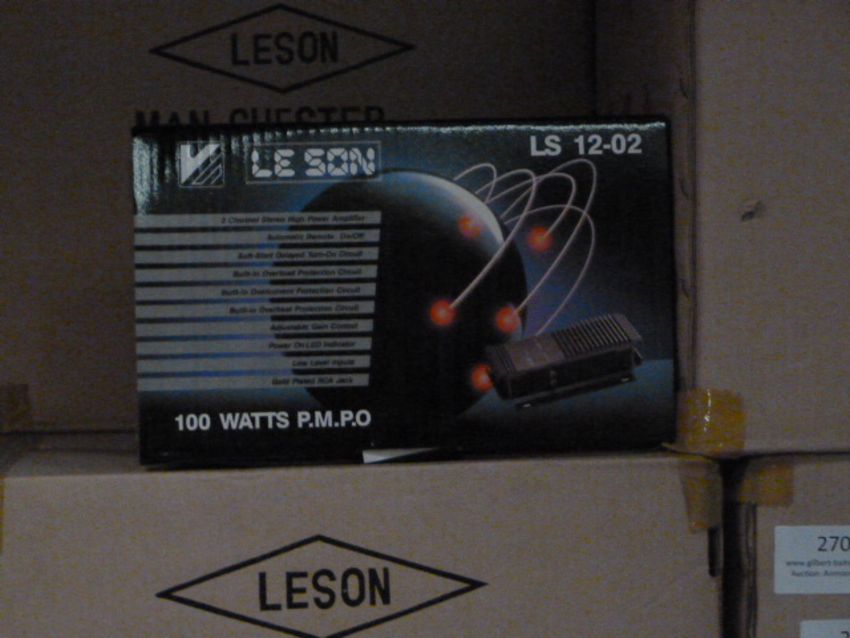 LESON
MAN CHESTER
LE SON
LS 12-02
2 Channel Stereo High Power Amplifier
Automatic Remote On/Off
Soft-Start Delayed Turn-On Circuit
Built-in Overload Protection Circuit
Built-in Overcurrent Protection Circuit
Built-in Overheat Protection Circuit
Adjustable Gain Control
Power On LED Indicator
Low Level Inputs
Gold Plated RCA Jack
100 WATTS P.M.P.O
LESON
270